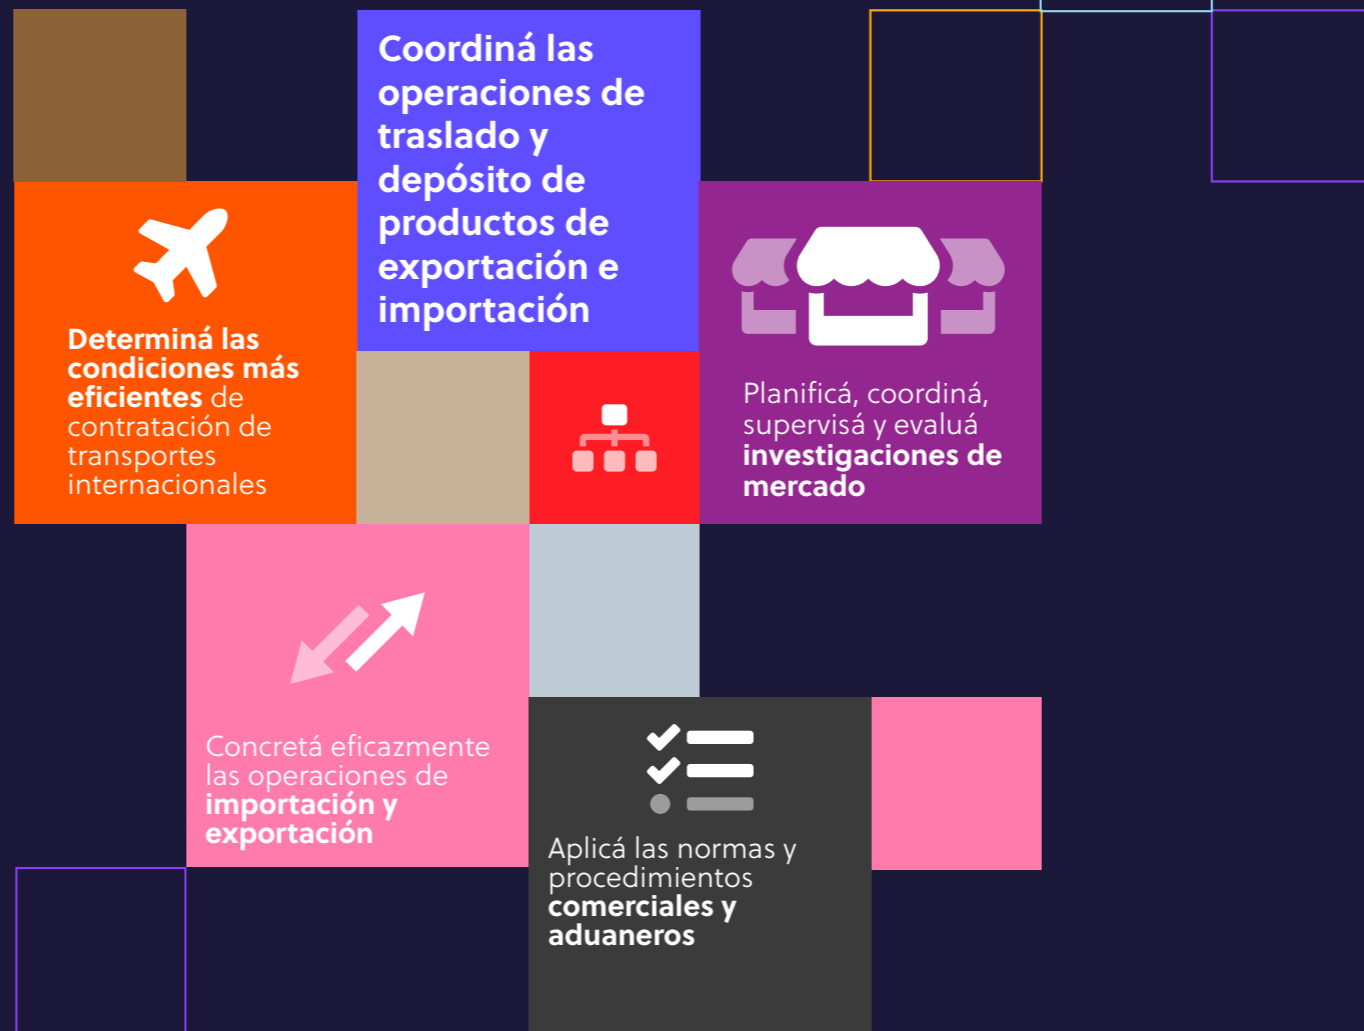 Coordiná las
operaciones de
traslado y
depósito de
productos de
exportación e
importación
Determiná las
condiciones más
eficientes de
contratación de
transportes
internacionales
Planificá, coordiná,
supervisá y evaluá
investigaciones de
mercado
Concretá eficazmente
las operaciones de
importación y
exportación
Aplicá las normas y
procedimientos
comerciales y
aduaneros